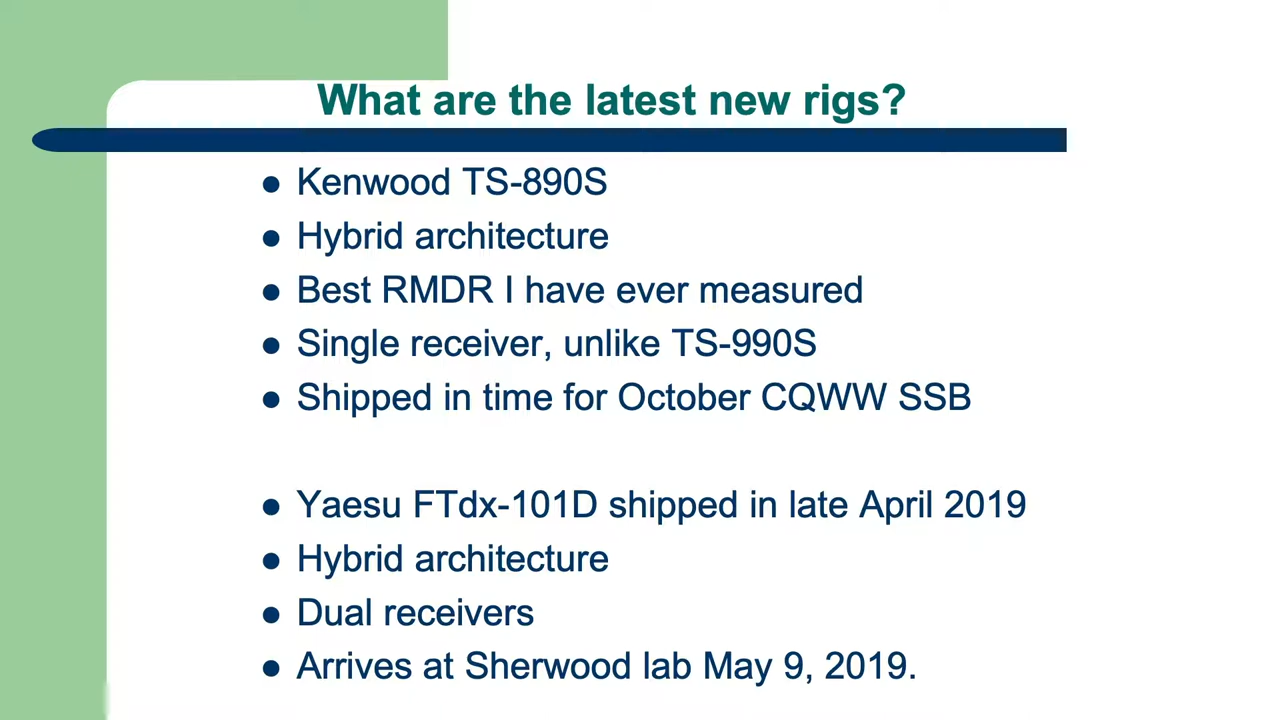 What are the latest new rigs?
● Kenwood TS-890S
● Hybrid architecture
● Best RMDR I have ever measured
● Single receiver, unlike TS-990S
● Shipped in time for October CQWW SSB
● Yaesu FTdx-101D shipped in late April 2019
● Hybrid architecture
● Dual receivers
● Arrives at Sherwood lab May 9, 2019.